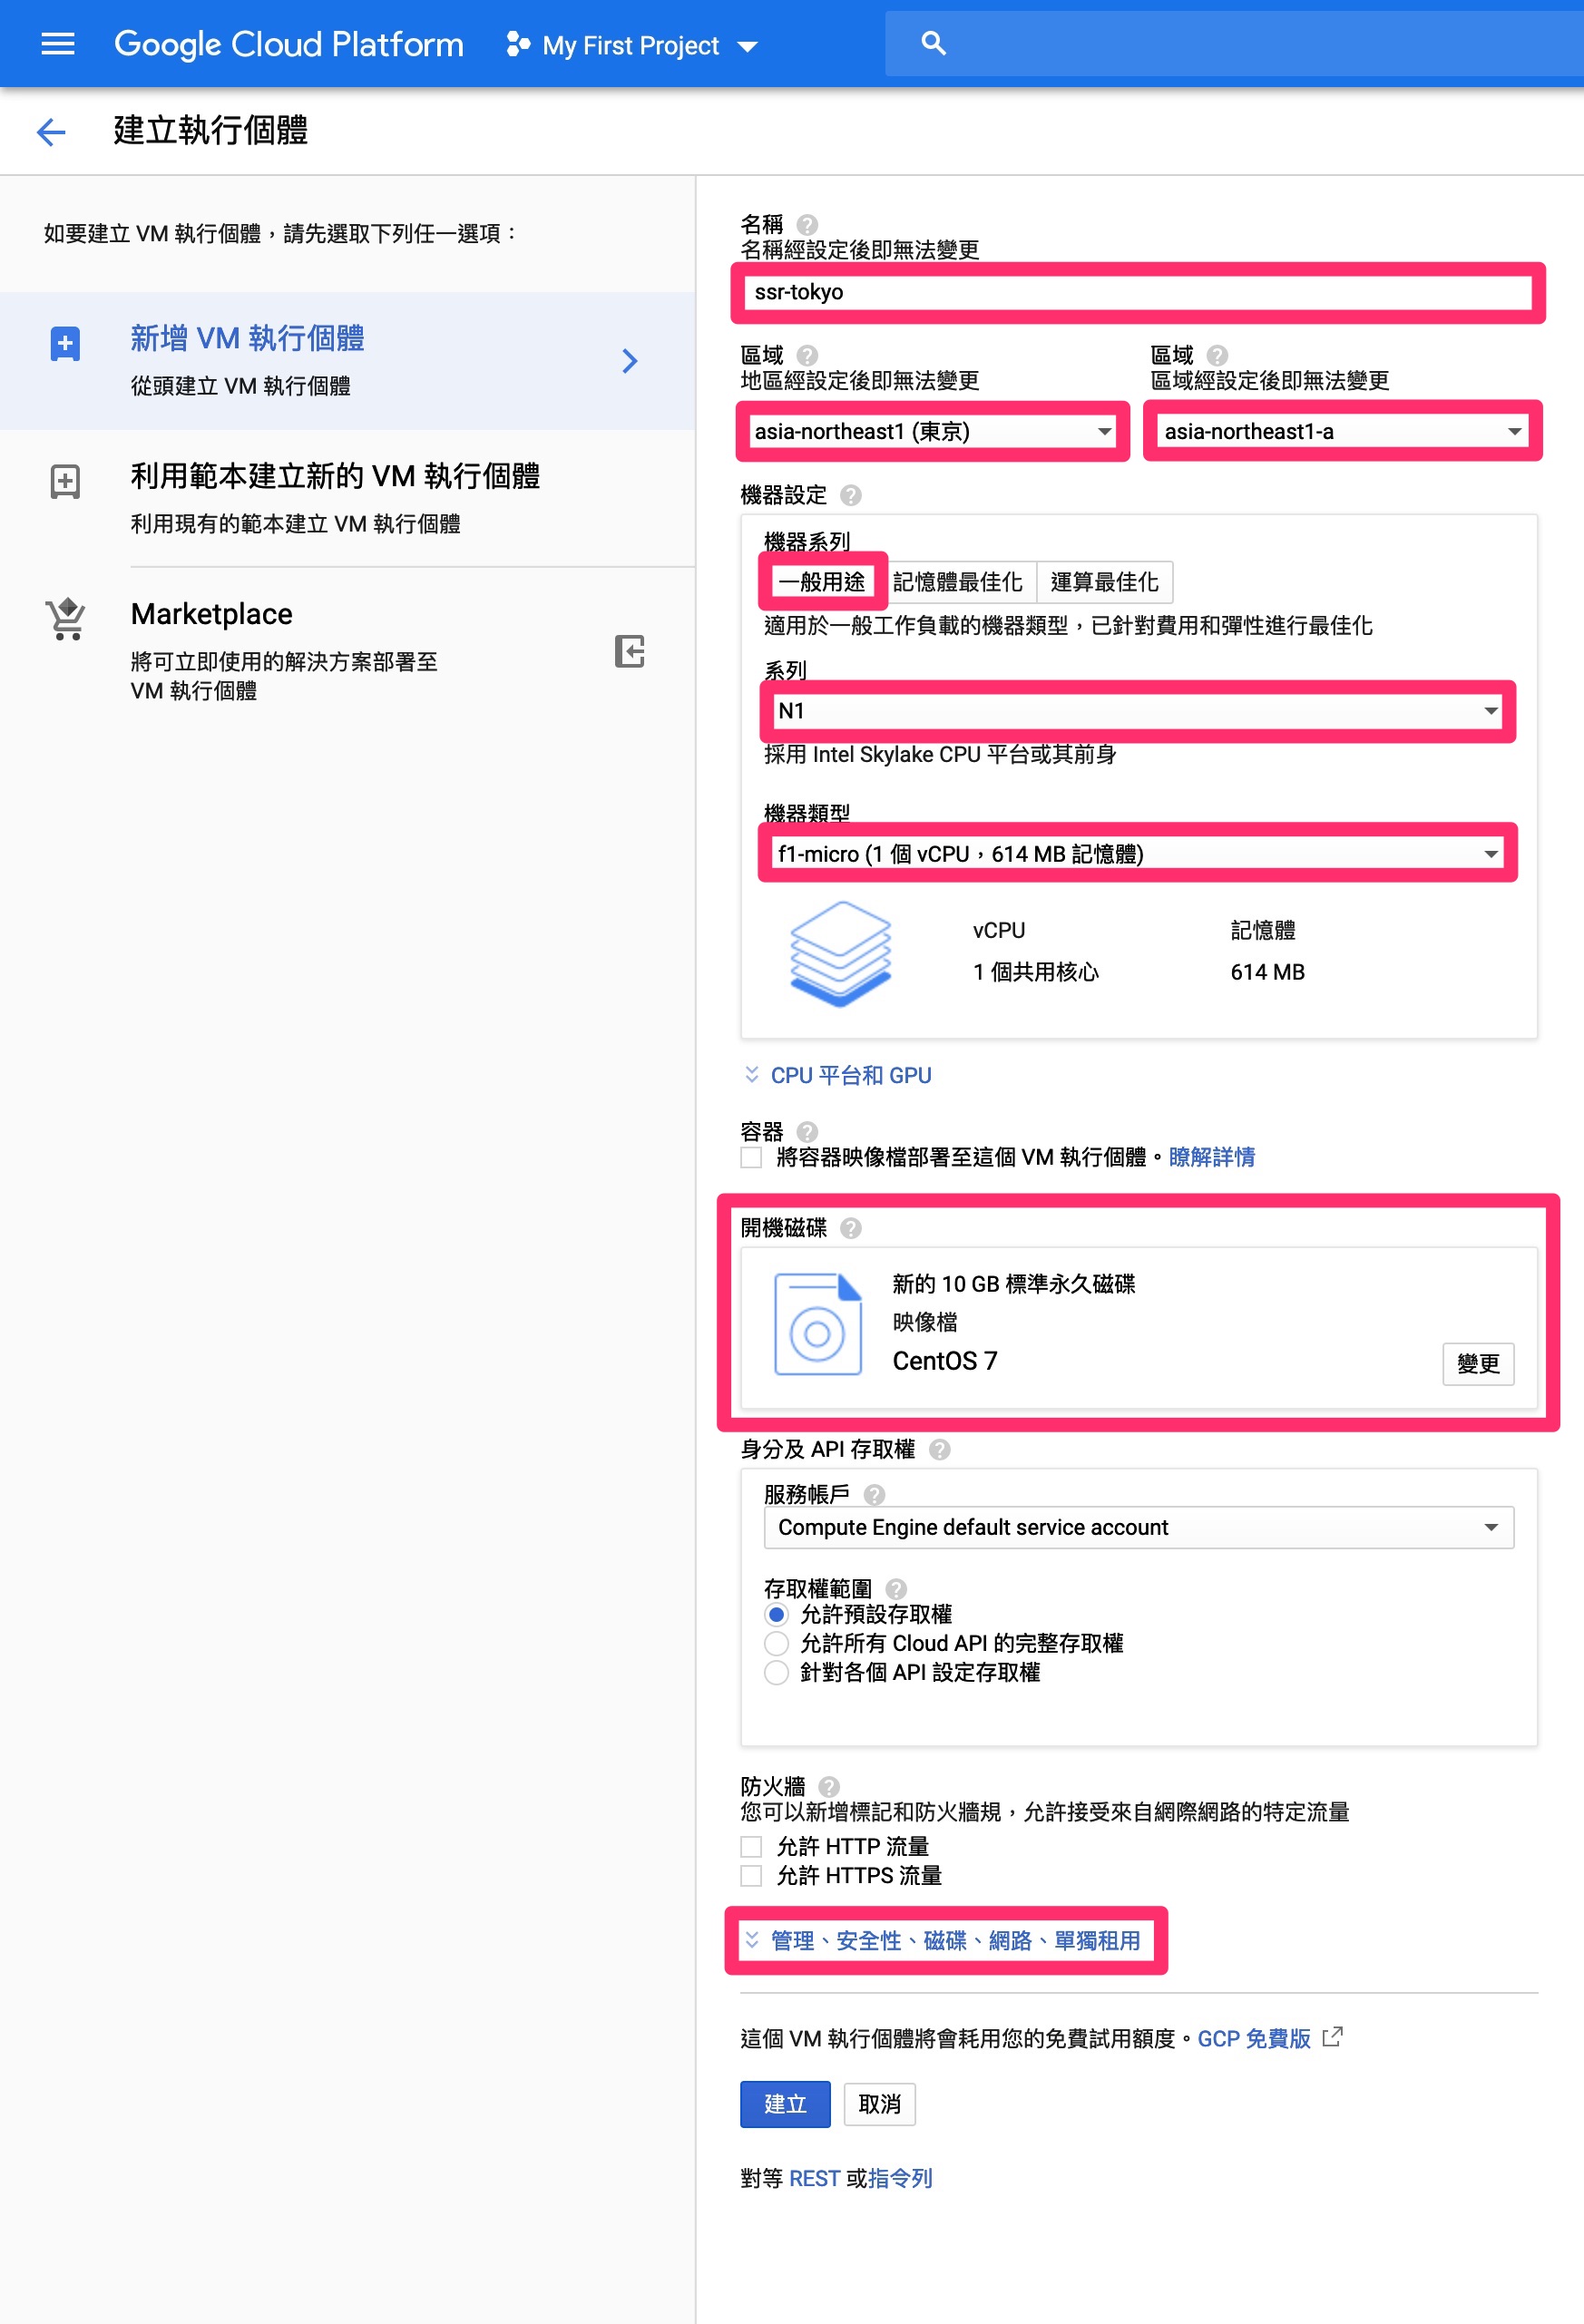 Google Cloud Platform
My First Project
建立執行個體
如要建立 VM 執行個體，請先選取下列任一選項：
新增 VM 執行個體
從頭建立 VM 執行個體
利用範本建立新的 VM 執行個體
利用現有的範本建立 VM 執行個體
Marketplace
將可立即使用的解決方案部署至
VM 執行個體
名稱
名稱經設定後即無法變更
ssr-tokyo
區域
地區經設定後即無法變更
asia-northeast1 (東京)
區域
區域經設定後即無法變更
asia-northeast1-a
機器設定
機器系列
一般用途
記憶體最佳化
運算最佳化
適用於一般工作負載的機器類型，已針對費用和彈性進行最佳化
系列
N1
採用 Intel Skylake CPU 平台或其前身
機器類型
f1-micro (1 個 vCPU，614 MB 記憶體)
vCPU
記憶體
1 個共用核心
614 MB
CPU 平台和 GPU
容器
將容器映像檔部署至這個 VM 執行個體。瞭解詳情
開機磁碟
新的 10 GB 標準永久磁碟
映像檔
CentOS 7
變更
身分及 API 存取權
服務帳戶
Compute Engine default service account
存取權範圍
允許預設存取權
允許所有 Cloud API 的完整存取權
針對各個 API 設定存取權
防火牆
您可以新增標記和防火牆規，允許接受來自網際網路的特定流量
允許 HTTP 流量
允許 HTTPS 流量
管理、安全性、磁碟、網路、單獨租用
這個 VM 執行個體將會耗用您的免費試用額度。GCP 免費版
建立
取消
對等 REST 或指令列